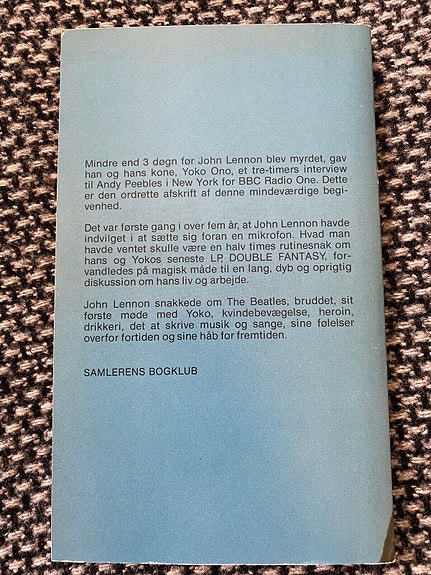 Mindre end 3 døgn før John Lennon blev myrdet, gav
han og hans kone, Yoko Ono, et tre-timers interview
til Andy Peebles i New York for BBC Radio One. Dette
er den ordrette afskrift af denne mindeværdige begi-
venhed.
Det var første gang i over fem år, at John Lennon havde
indvilget i at sætte sig foran en mikrofon. Hvad man
havde ventet skulle være en halv times rutinesnak om
hans og Yokos seneste LP, DOUBLE FANTASY, for-
vandledes på magisk måde til en lang, dyb og oprigtig
diskussion om hans liv og arbejde.
John Lennon snakkede om The Beatles, bruddet, sit
første møde med Yoko, kvindebevægelse, heroin,
drikkeri, det at skrive musik og sange, sine følelser
overfor fortiden og sine håb for fremtiden.
SAMLERENS BOGKLUB